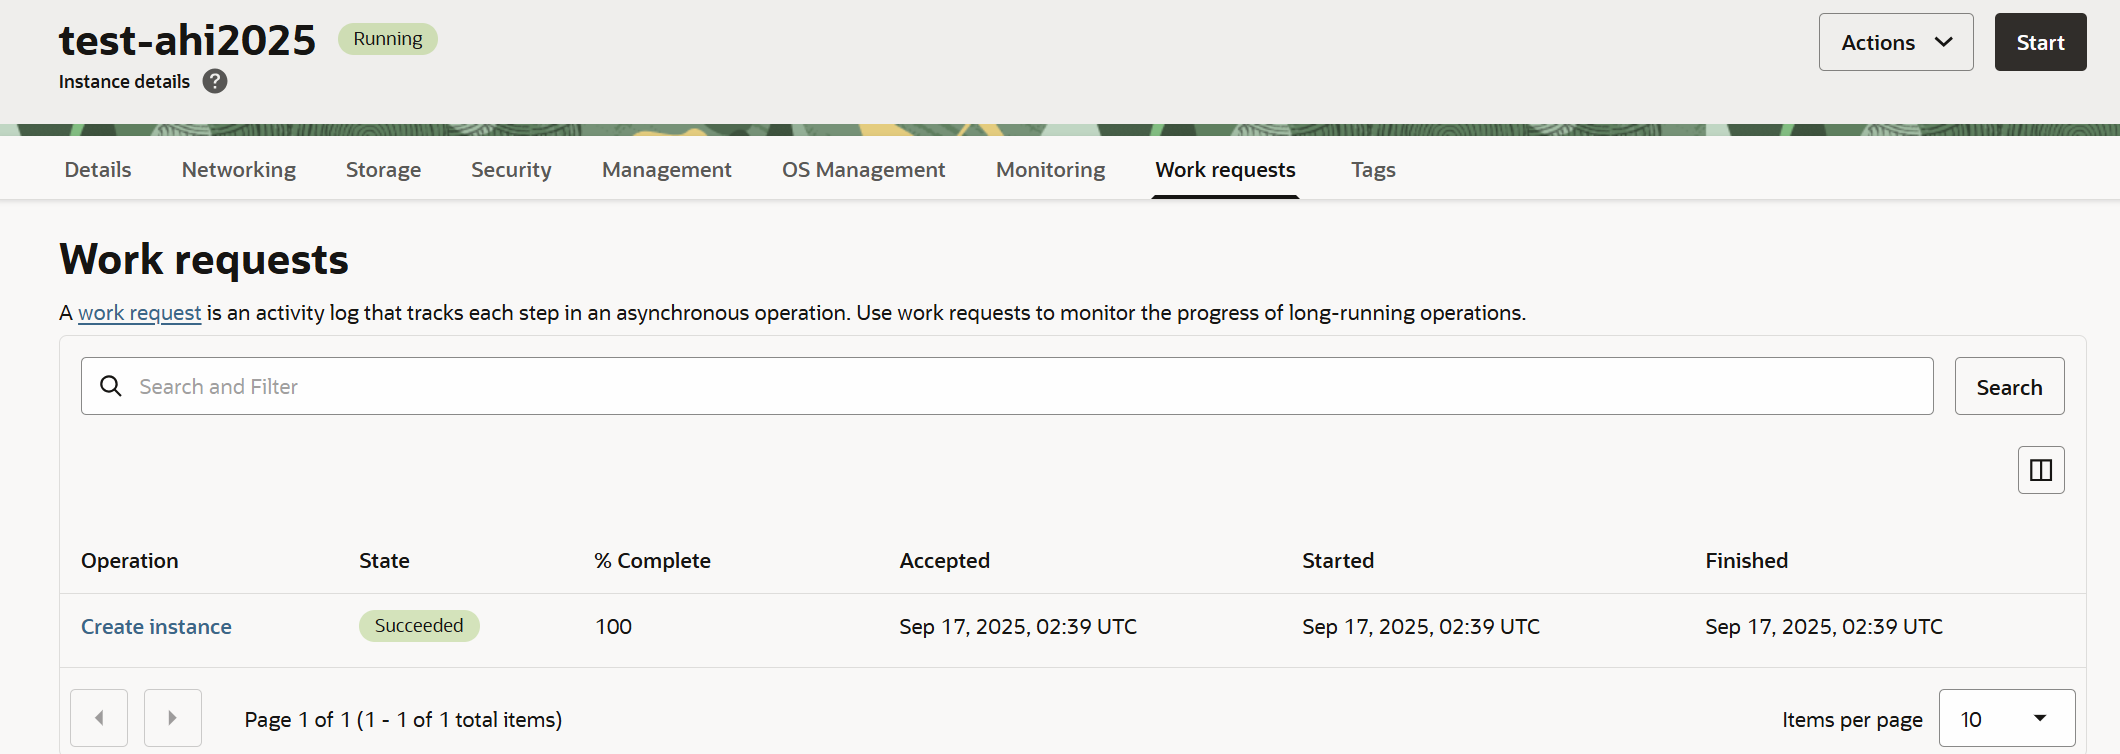 test-ahi2025 Running Actions Start
Instance details ?
Details Networking Storage Security Management OS Management Monitoring Work requests Tags
Work requests
A work request is an activity log that tracks each step in an asynchronous operation. Use work requests to monitor the progress of long-running operations.
Search and Filter Search
Operation State % Complete Accepted Started Finished
Create instance Succeeded 100 Sep 17, 2025, 02:39 UTC Sep 17, 2025, 02:39 UTC Sep 17, 2025, 02:39 UTC
Page 1 of 1 (1 - 1 of 1 total items) Items per page 10